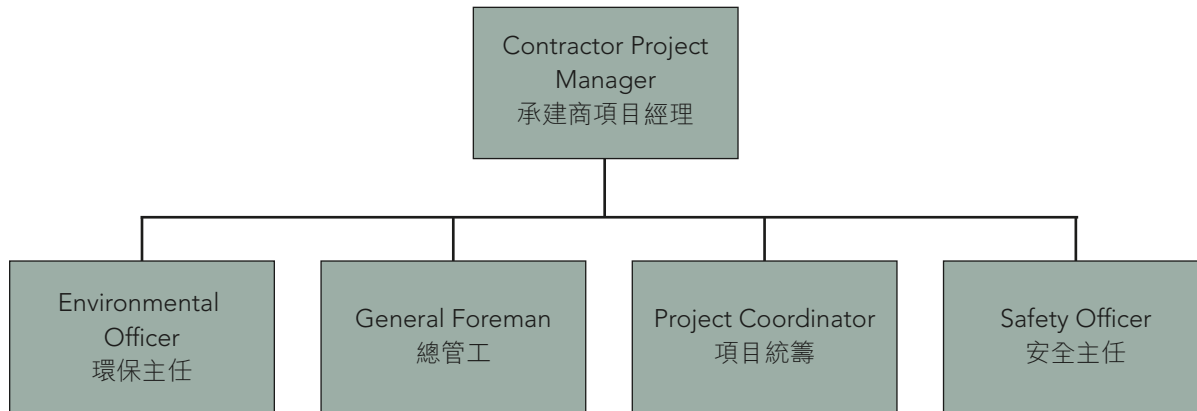 Contractor Project
Manager
承建商項目經理
Environmental
Officer
環保主任
General Foreman
總管工
Project Coordinator
項目統籌
Safety Officer
安全主任